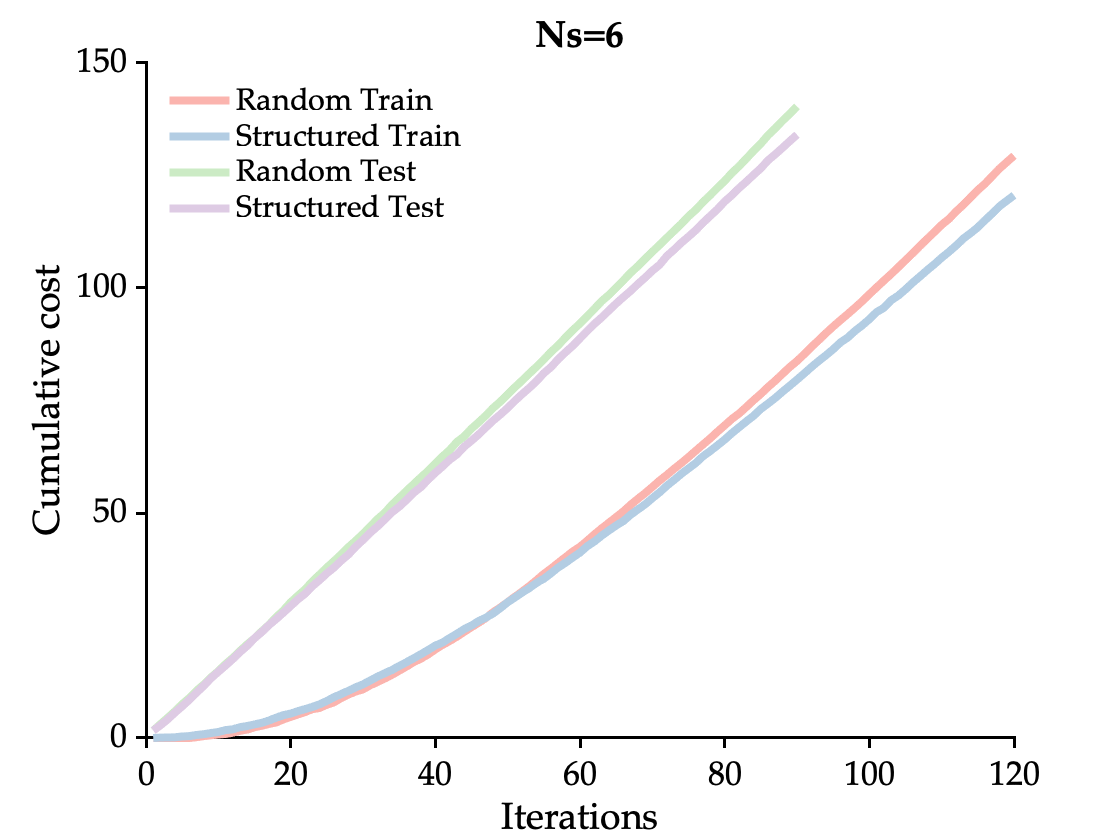 Ns=6
150
Random Train
Structured Train
Random Test
Structured Test
100
50
0
Cumulative cost
0 20 40 60 80 100 120
Iterations